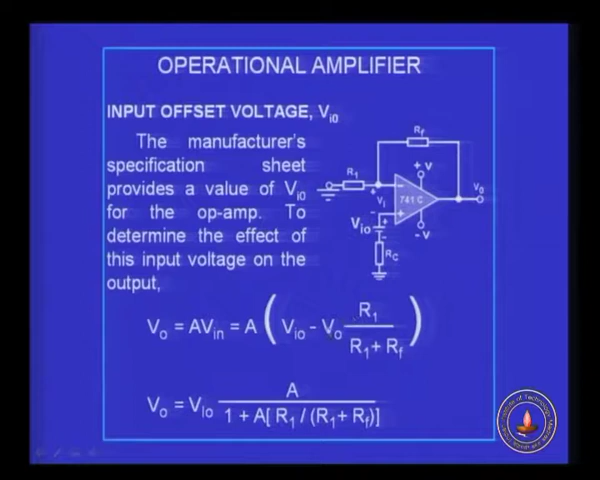 OPERATIONAL AMPLIFIER
INPUT OFFSET VOLTAGE, Vi0
The manufacturer's
specification sheet
provides a value of Vi0
for the op-amp. To
determine the effect of
this input voltage on the
output,
Rf
+ V
R1
V0
Vi
741 C
Vio
- V
RC
Vo = AVin = A ( Vio - Vo R1 / R1 + Rf )
Vo = Vio A / 1 + A[ R1 / (R1 + Rf)]